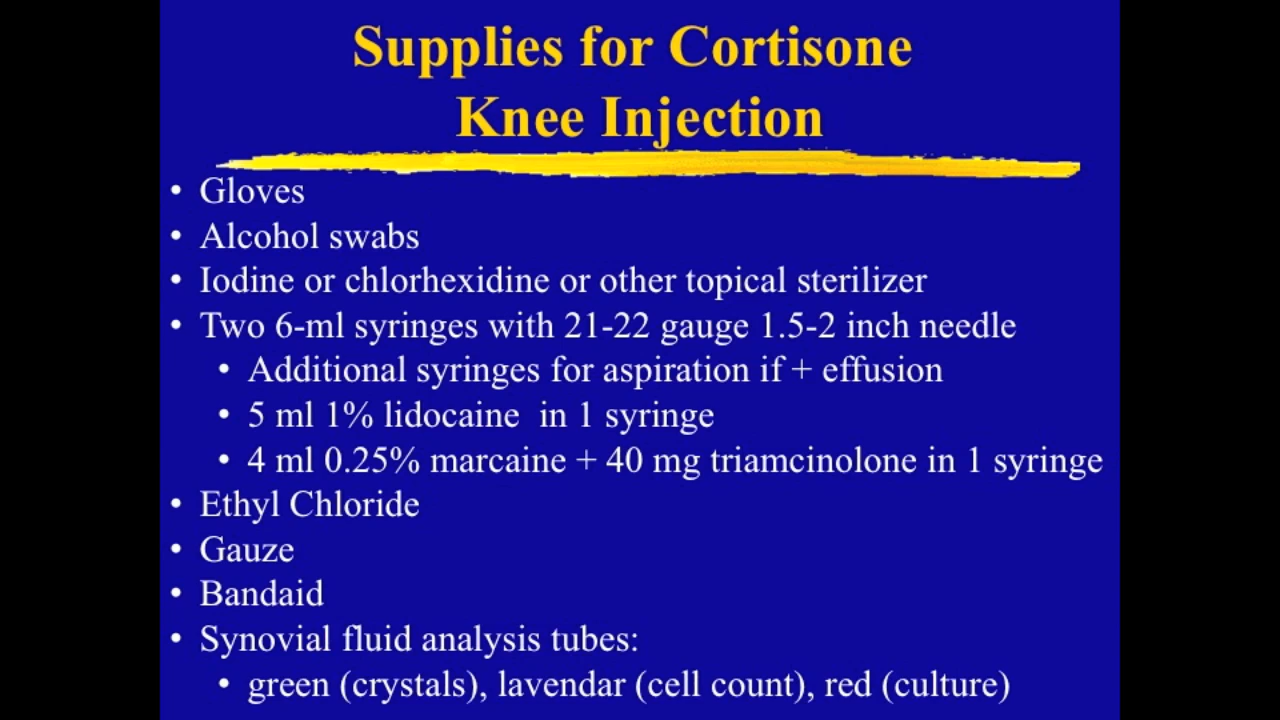 Supplies for Cortisone
Knee Injection
• Gloves
• Alcohol swabs
• Iodine or chlorhexidine or other topical sterilizer
• Two 6-ml syringes with 21-22 gauge 1.5-2 inch needle
• Additional syringes for aspiration if + effusion
• 5 ml 1% lidocaine  in 1 syringe
• 4 ml 0.25% marcaine + 40 mg triamcinolone in 1 syringe
• Ethyl Chloride
• Gauze
• Bandaid
• Synovial fluid analysis tubes:
• green (crystals), lavendar (cell count), red (culture)